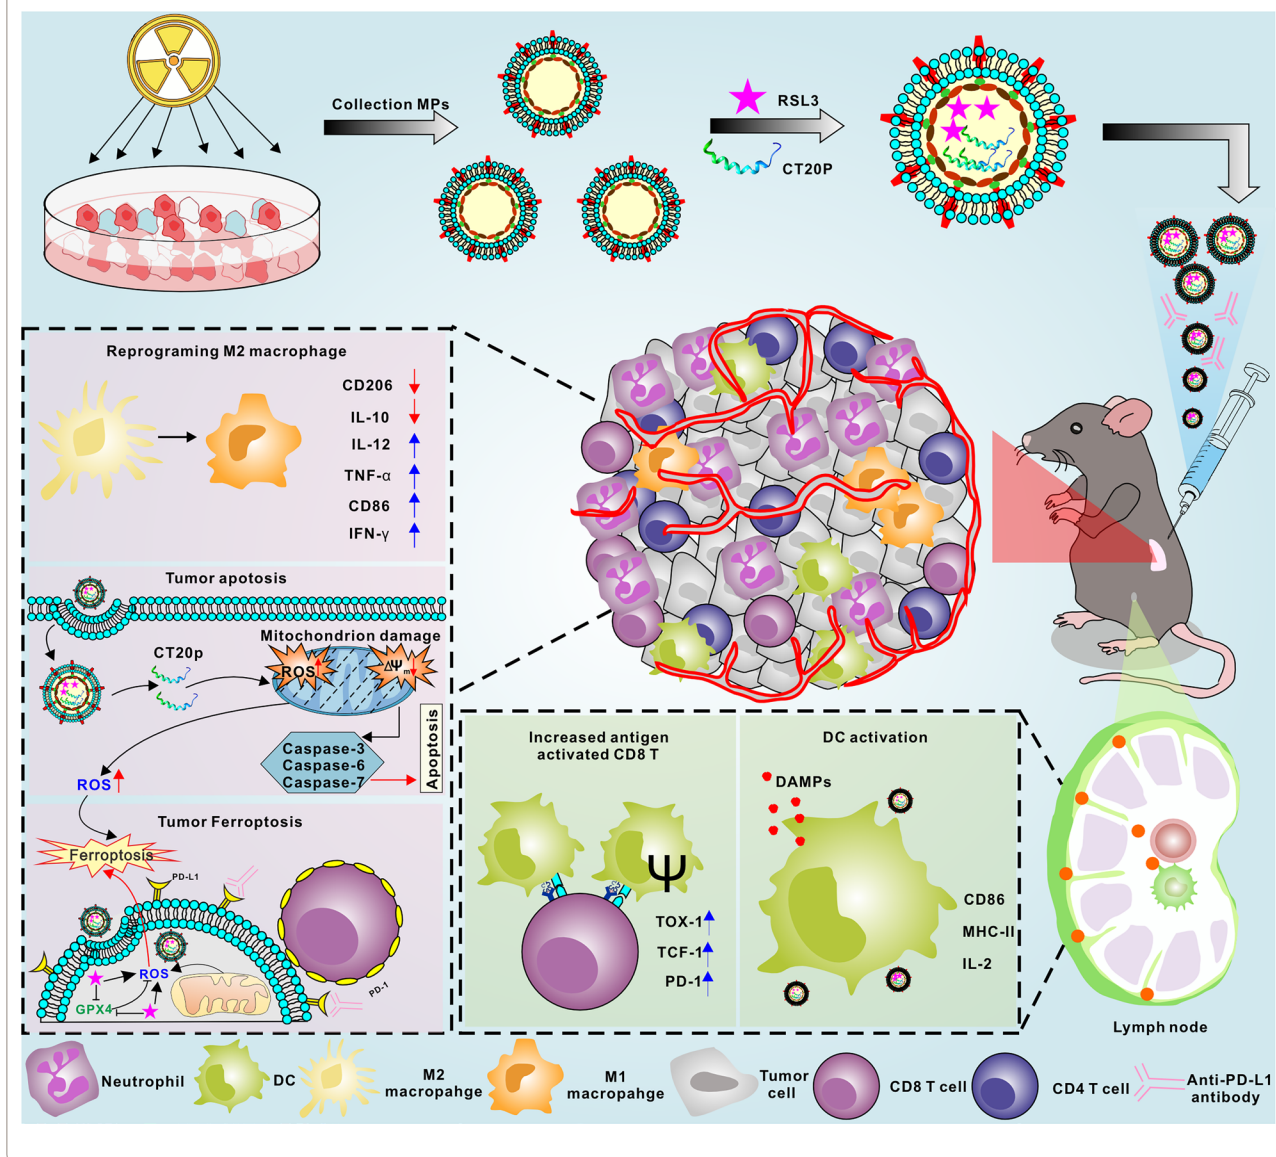 Collection MPs
RSL3
CT20P
Reprograming M2 macrophage
CD206
IL-10
IL-12
TNF-α
CD86
IFN-γ
Tumor apotosis
Mitochondrion damage
CT20p
ROS
ΔΨm
Caspase-3
Caspase-6
Caspase-7
Apoptosis
ROS
Tumor Ferroptosis
Ferroptosis
PD-L1
ROS
GPX4
PD-1
Increased antigen
activated CD8 T
Ψ
TOX-1
TCF-1
PD-1
DC activation
DAMPs
CD86
MHC-II
IL-2
Lymph node
Neutrophil
DC
M2
macropahge
M1
macropahge
Tumor
cell
CD8 T cell
CD4 T cell
Anti-PD-L1
antibody